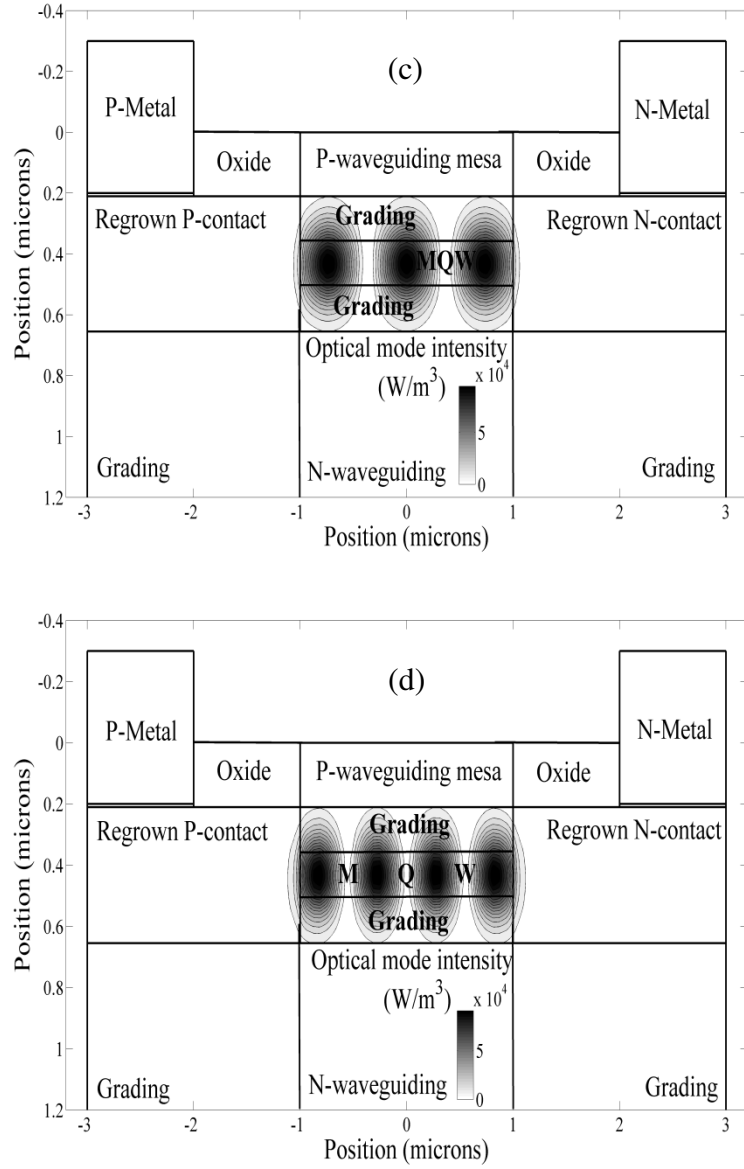 -0.4
-0.2
0
0.2
0.4
0.6
0.8
1
1.2
Position (microns)
(c)
P-Metal
N-Metal
Oxide
P-waveguiding mesa
Oxide
Regrown P-contact
Grading
Regrown N-contact
MQW
Grading
Optical mode intensity
(W/m³)
x 10⁴
5
0
Grading
N-waveguiding
Grading
-3
-2
-1
0
1
2
3
Position (microns)
-0.4
-0.2
0
0.2
0.4
0.6
0.8
1
1.2
Position (microns)
(d)
P-Metal
N-Metal
Oxide
P-waveguiding mesa
Oxide
Regrown P-contact
Grading
Regrown N-contact
M Q W
Grading
Optical mode intensity
(W/m³)
x 10⁴
5
0
Grading
N-waveguiding
Grading
-3
-2
-1
0
1
2
3
Position (microns)